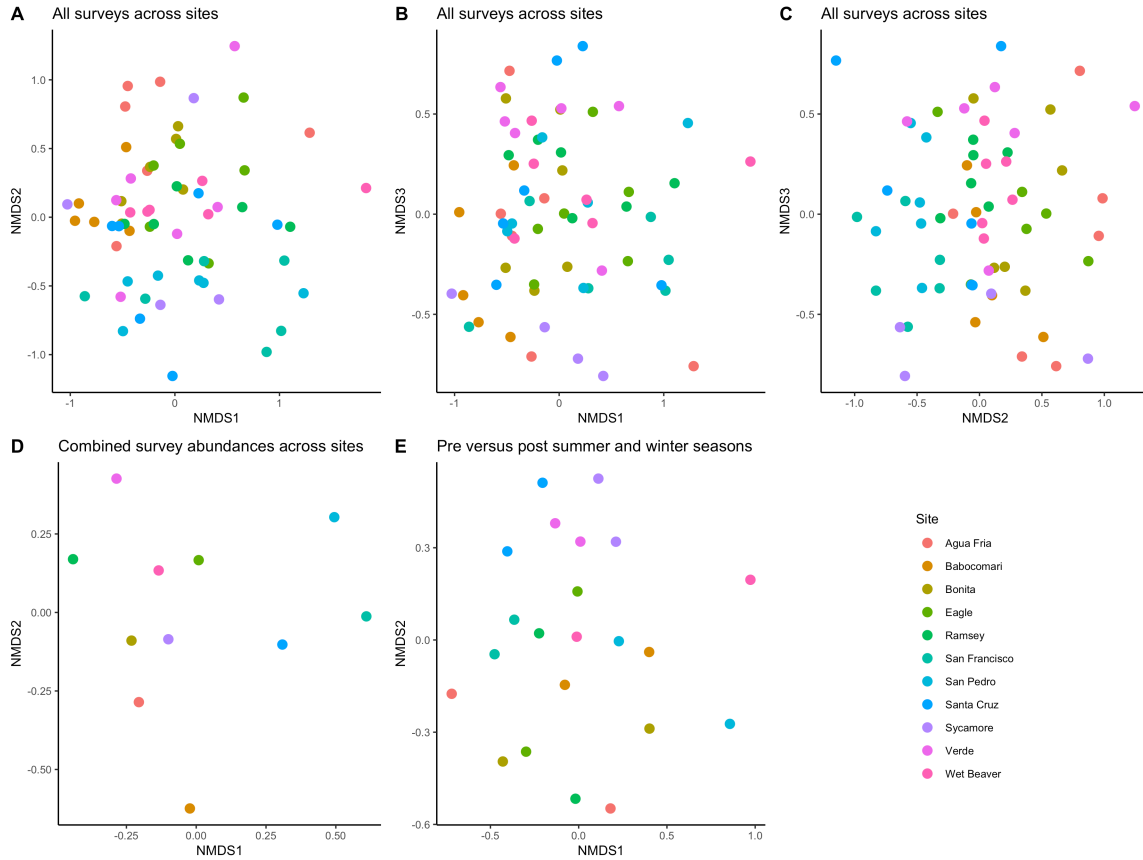 A All surveys across sites
1.0
0.5
0.0
-0.5
-1.0
NMDS2
-1 0 1
NMDS1
B All surveys across sites
0.5
0.0
-0.5
NMDS3
-1 0 1
NMDS1
C All surveys across sites
0.5
0.0
-0.5
NMDS3
-1.0 -0.5 0.0 0.5 1.0
NMDS2
D Combined survey abundances across sites
0.25
0.00
-0.25
-0.50
NMDS2
-0.25 0.00 0.25 0.50
NMDS1
E Pre versus post summer and winter seasons
0.3
0.0
-0.3
-0.6
NMDS2
-0.5 0.0 0.5 1.0
NMDS1
Site
Agua Fria
Babocomari
Bonita
Eagle
Ramsey
San Francisco
San Pedro
Santa Cruz
Sycamore
Verde
Wet Beaver